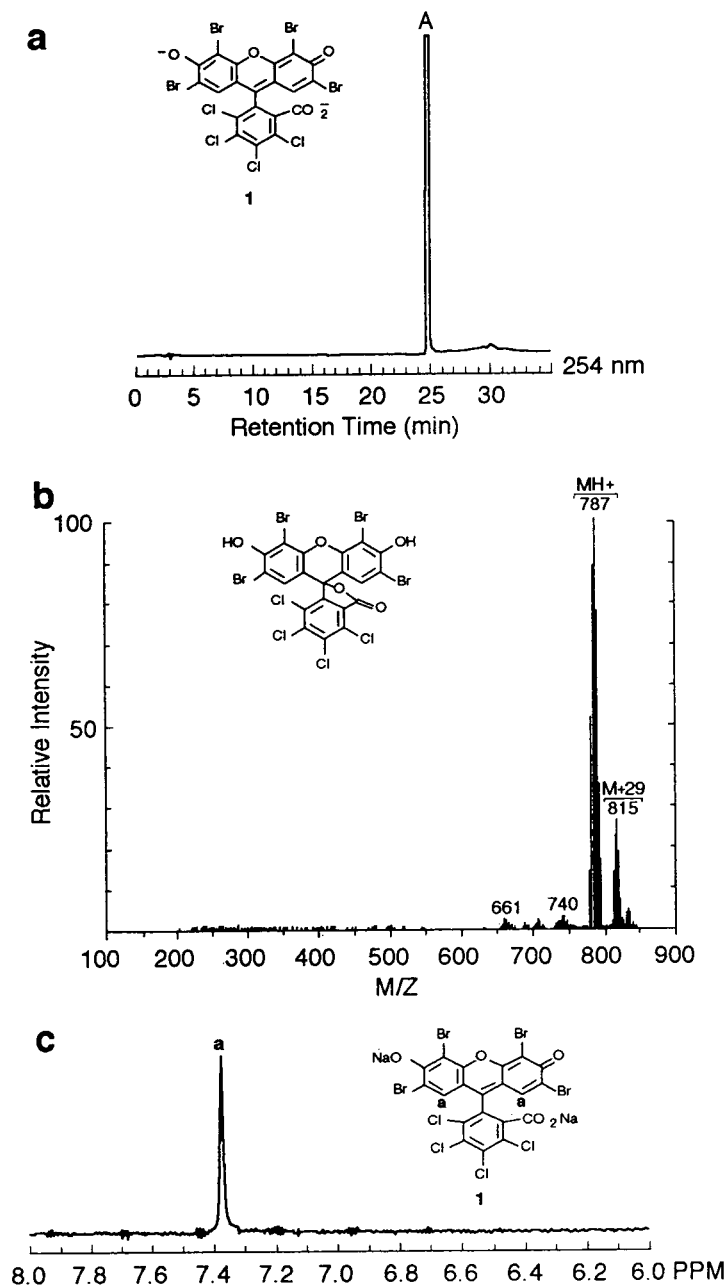 a
A
Br
Br
⁻O
O
O
Br
Br
Cl
CO₂⁻
Cl
Cl
Cl
1
254 nm
0 5 10 15 20 25 30
Retention Time (min)
b
MH+
787
100
Br
Br
HO
O
OH
Br
Br
O
Cl
O
Cl
Cl
Cl
50
M+29
815
661
740
Relative Intensity
100 200 300 400 500 600 700 800 900
M/Z
c
a
Br
Br
NaO
O
O
Br
Br
a
a
Cl
CO₂Na
Cl
Cl
Cl
1
8.0 7.8 7.6 7.4 7.2 7.0 6.8 6.6 6.4 6.2 6.0 PPM